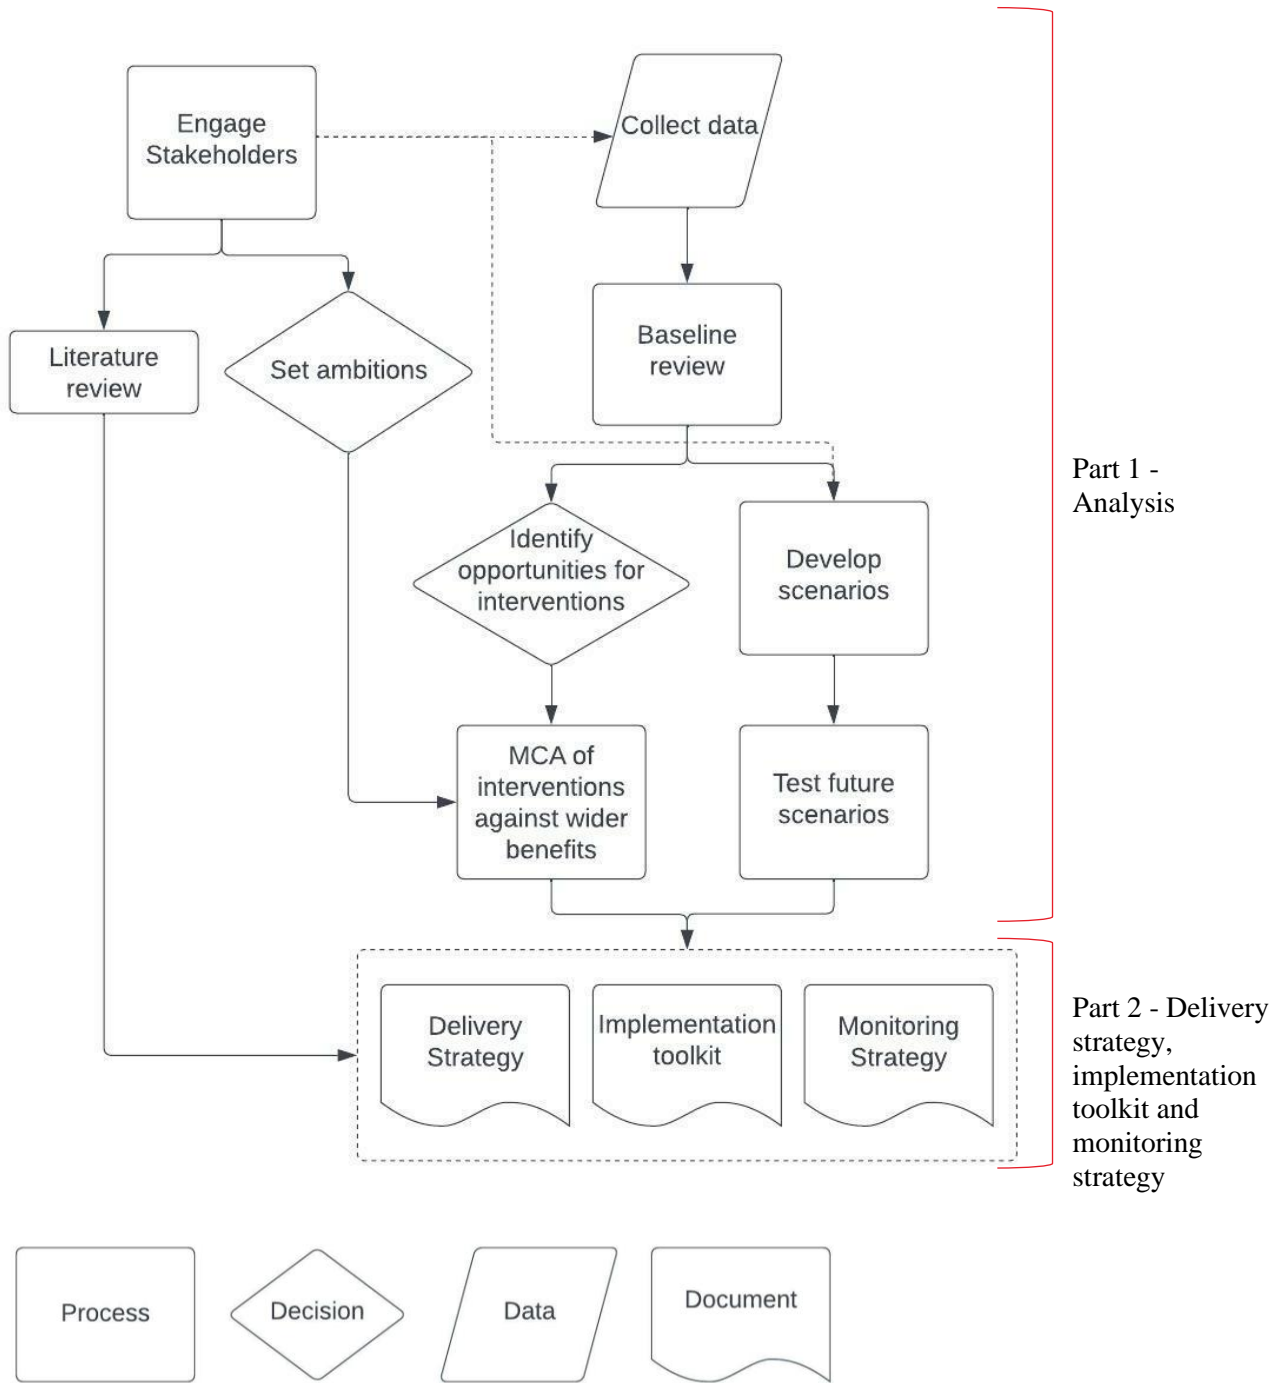 Engage
Stakeholders
Collect data
Literature
review
Set ambitions
Baseline
review
Identify
opportunities for
interventions
Develop
scenarios
MCA of
interventions
against wider
benefits
Test future
scenarios
Part 1 -
Analysis
Delivery
Strategy
Implementation
toolkit
Monitoring
Strategy
Part 2 - Delivery
strategy,
implementation
toolkit and
monitoring
strategy
Process
Decision
Data
Document